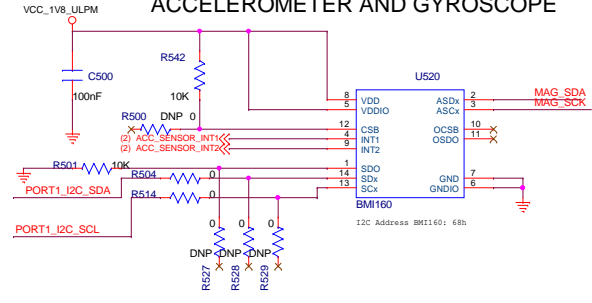 ACCELEROMETER AND GYROSCOPE
VCC_1V8_ULPM
R542
C500
U520
100nF
10K
8 VDD ASDx 2 MAG_SDA
5 VDDIO ASCx 3 MAG_SCK
R500 DNP 0
12 CSB OCSB 10
(2) ACC_SENSOR_INT1 4 INT1 OSDO 11
(2) ACC_SENSOR_INT2 9 INT2
R501 10K 1 SDO
R504 0 14 SDx GND 7
PORT1_I2C_SDA R514 0 13 SCx GNDIO 6
BMI160
I2C Address BMI160: 68h
PORT1_I2C_SCL
0 0 0
DNP DNP DNP
R527 R528 R529